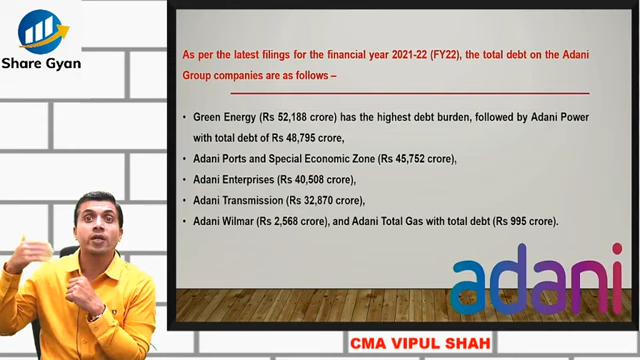 Share Gyan
As per the latest filings for the financial year 2021-22 (FY22), the total debt on the Adani
Group companies are as follows –
• Green Energy (Rs 52,188 crore) has the highest debt burden, followed by Adani Power
with total debt of Rs 48,795 crore,
• Adani Ports and Special Economic Zone (Rs 45,752 crore),
• Adani Enterprises (Rs 40,508 crore),
• Adani Transmission (Rs 32,870 crore),
• Adani Wilmar (Rs 2,568 crore), and Adani Total Gas with total debt (Rs 995 crore).
adani
CMA VIPUL SHAH